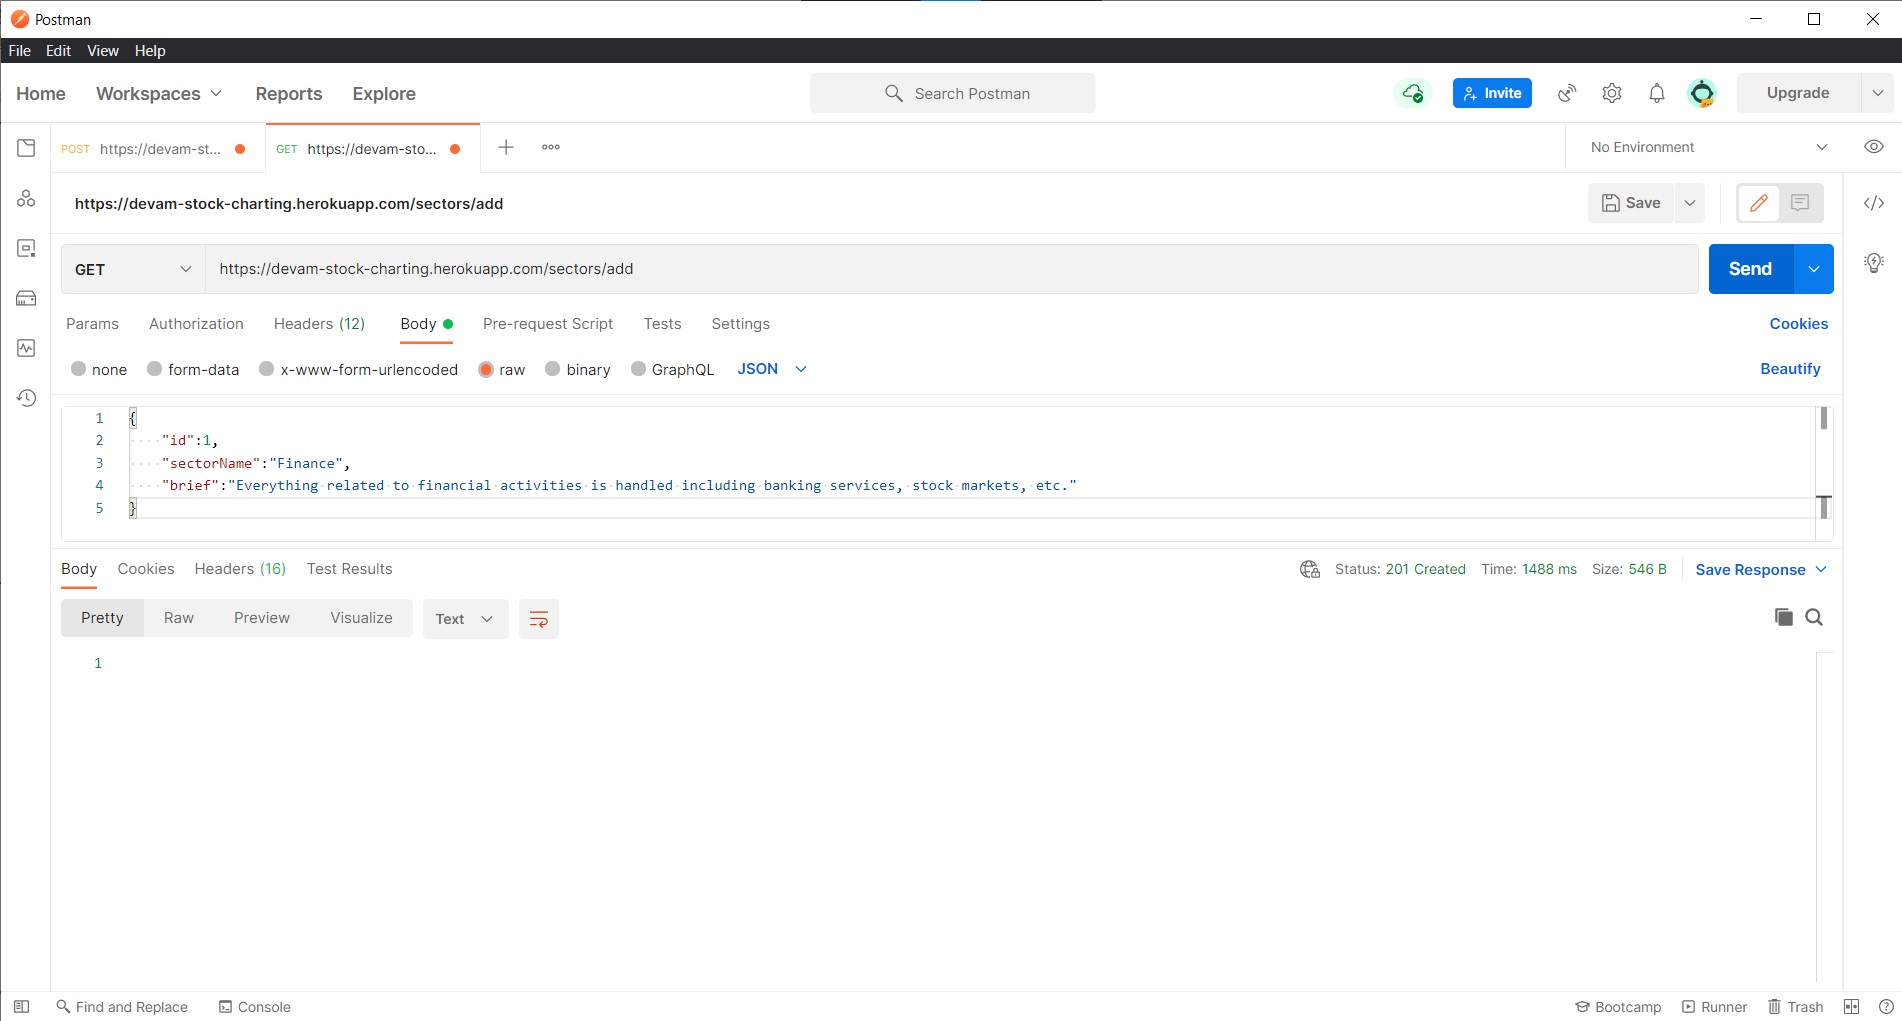 Postman
File Edit View Help
Home Workspaces Reports Explore Search Postman Invite Upgrade
POST https://devam-st... GET https://devam-sto... No Environment
https://devam-stock-charting.herokuapp.com/sectors/add Save
GET https://devam-stock-charting.herokuapp.com/sectors/add Send
Params Authorization Headers (12) Body Pre-request Script Tests Settings Cookies
none form-data x-www-form-urlencoded raw binary GraphQL JSON Beautify
1 {
2 "id":1,
3 "sectorName":"Finance",
4 "brief":"Everything related to financial activities is handled including banking services, stock markets, etc."
5 }
Body Cookies Headers (16) Test Results Status: 201 Created Time: 1488 ms Size: 546 B Save Response
Pretty Raw Preview Visualize Text
1
Find and Replace Console Bootcamp Runner Trash